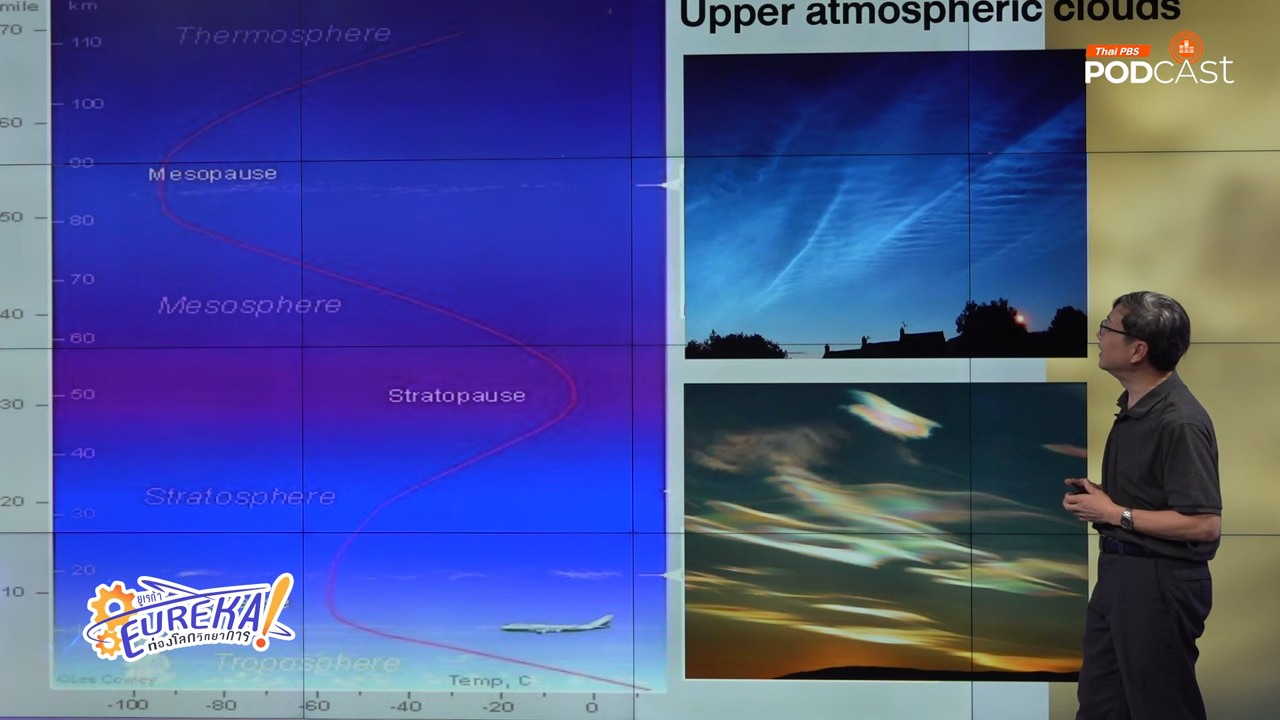 mile
km
Upper atmospheric clouds
70
110
Thermosphere
Thai PBS
PODCAST
100
60
90
Mesopause
50
80
70
Mesosphere
40
60
50
Stratopause
30
40
Stratosphere
20
30
20
10
ยูเรก้า
EUREKA!
ท่องโลกวิทยาการ
Troposphere
©Les Cowley
Temp, C
-100
-80
-60
-40
-20
0